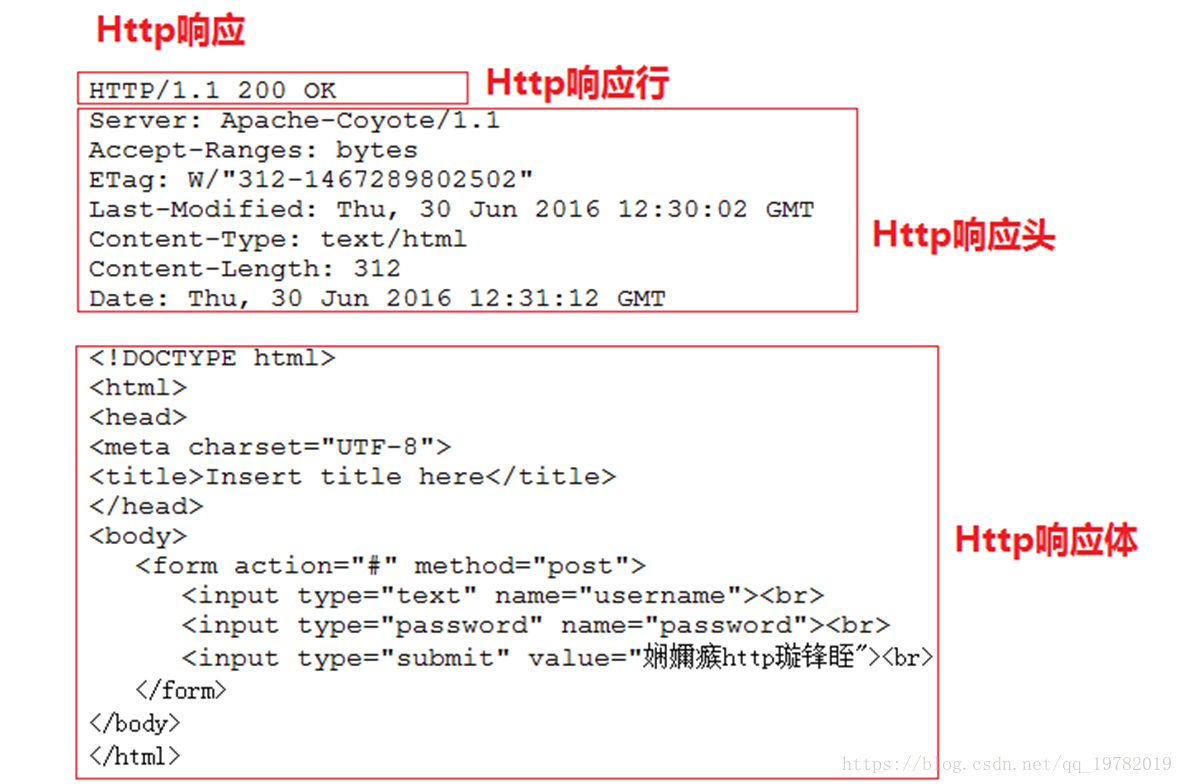 Http响应
HTTP/1.1 200 OK
Http响应行
Server: Apache-Coyote/1.1
Accept-Ranges: bytes
ETag: W/"312-1467289802502"
Last-Modified: Thu, 30 Jun 2016 12:30:02 GMT
Content-Type: text/html
Content-Length: 312
Date: Thu, 30 Jun 2016 12:31:12 GMT
Http响应头
<!DOCTYPE html>
<html>
<head>
<meta charset="UTF-8">
<title>Insert title here</title>
</head>
<body>
<form action="#" method="post">
<input type="text" name="username"><br>
<input type="password" name="password"><br>
<input type="submit" value="娴嬭瘯http璇锋眰"><br>
</form>
</body>
</html>
Http响应体
https://blog.csdn.net/qq_19782019